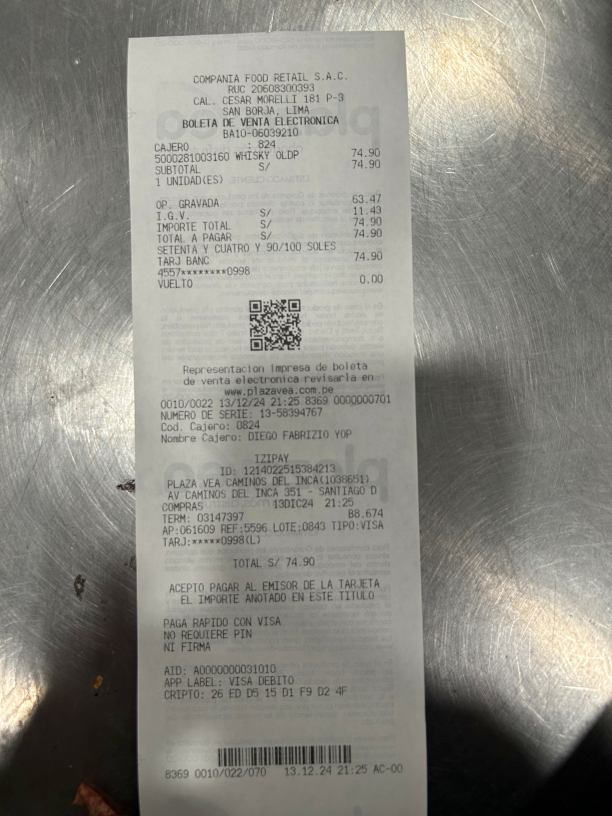 COMPANIA FOOD RETAIL S.A.C.
RUC 20608300393
CAL. CESAR MORELLI 181 P-3
SAN BORJA, LIMA
BOLETA DE VENTA ELECTRONICA
BA10-06039210
CAJERO : 824
5000281003160 WHISKY OLDP 74.90
SUBTOTAL S/ 74.90
1 UNIDAD(ES)
OP. GRAVADA 63.47
I.G.V. S/ 11.43
IMPORTE TOTAL S/ 74.90
TOTAL A PAGAR S/ 74.90
SETENTA Y CUATRO Y 90/100 SOLES
TARJ BANC 74.90
4557********0998
VUELTO 0.00
Representacion impresa de boleta
de venta electronica revisarla en
www.plazavea.com.pe
0010/0022 13/12/24 21:25 8369 0000000701
NUMERO DE SERIE: 13-58394767
Cod. Cajero: 0824
Nombre Cajero: DIEGO FABRIZIO YOP
IZIPAY
ID: 1214022515384213
PLAZA VEA CAMINOS DEL INCA(1038651)
AV CAMINOS DEL INCA 351 - SANTIAGO D
COMPRAS 13DIC24 21:25
TERM: 03147397 B8.674
AP:061609 REF:5596 LOTE:0843 TIPO:VISA
TARJ:*****0998(L)
TOTAL S/ 74.90
ACEPTO PAGAR AL EMISOR DE LA TARJETA
EL IMPORTE ANOTADO EN ESTE TITULO
PAGA RAPIDO CON VISA
NO REQUIERE PIN
NI FIRMA
AID: A0000000031010
APP LABEL: VISA DEBITO
CRIPTO: 26 ED D5 15 D1 F9 D2 4F
8369 0010/022/070 13.12.24 21:25 AC-00